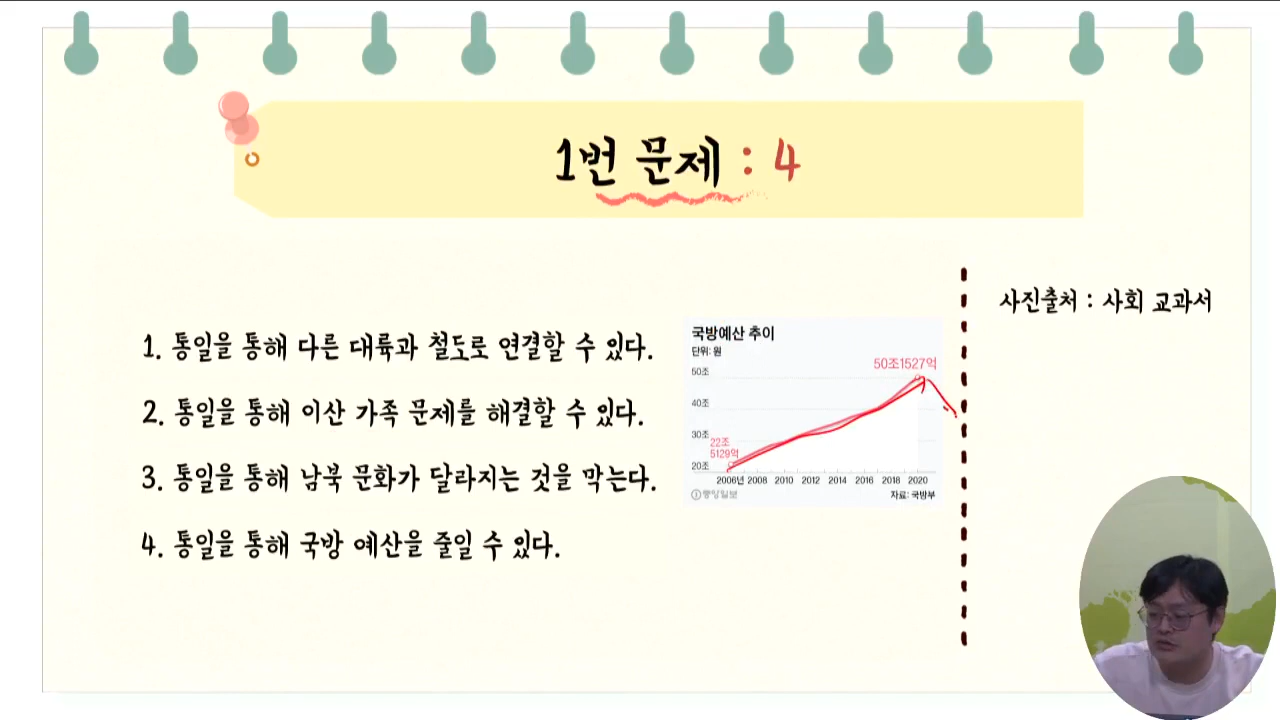 1번 문제 : 4
1. 통일을 통해 다른 대륙과 철도로 연결할 수 있다.
2. 통일을 통해 이산 가족 문제를 해결할 수 있다.
3. 통일을 통해 남북 문화가 달라지는 것을 막는다.
4. 통일을 통해 국방 예산을 줄일 수 있다.
국방예산 추이
단위: 원
50조1527억
50조
40조
30조
22조
5129억
20조
2006년 2008 2010 2012 2014 2016 2018 2020
중앙일보 자료: 국방부
사진출처 : 사회 교과서